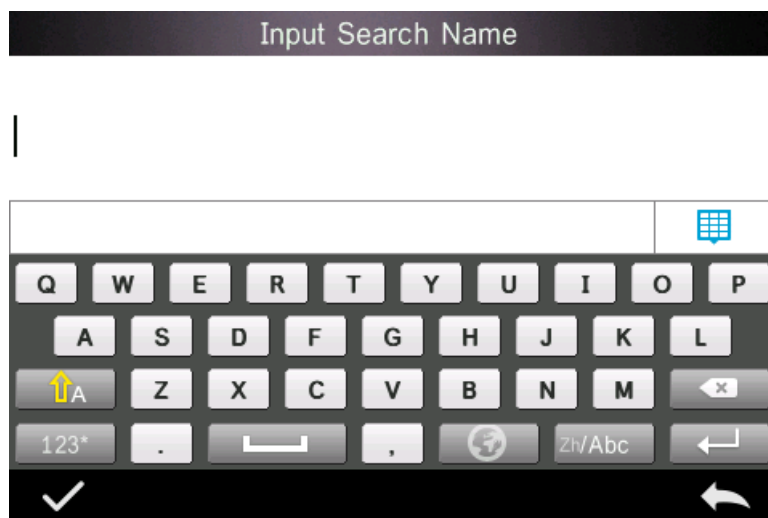 Input Search Name
Q W E R T Y U I O P
A S D F G H J K L
A Z X C V B N M
123* . , Zh/Abc